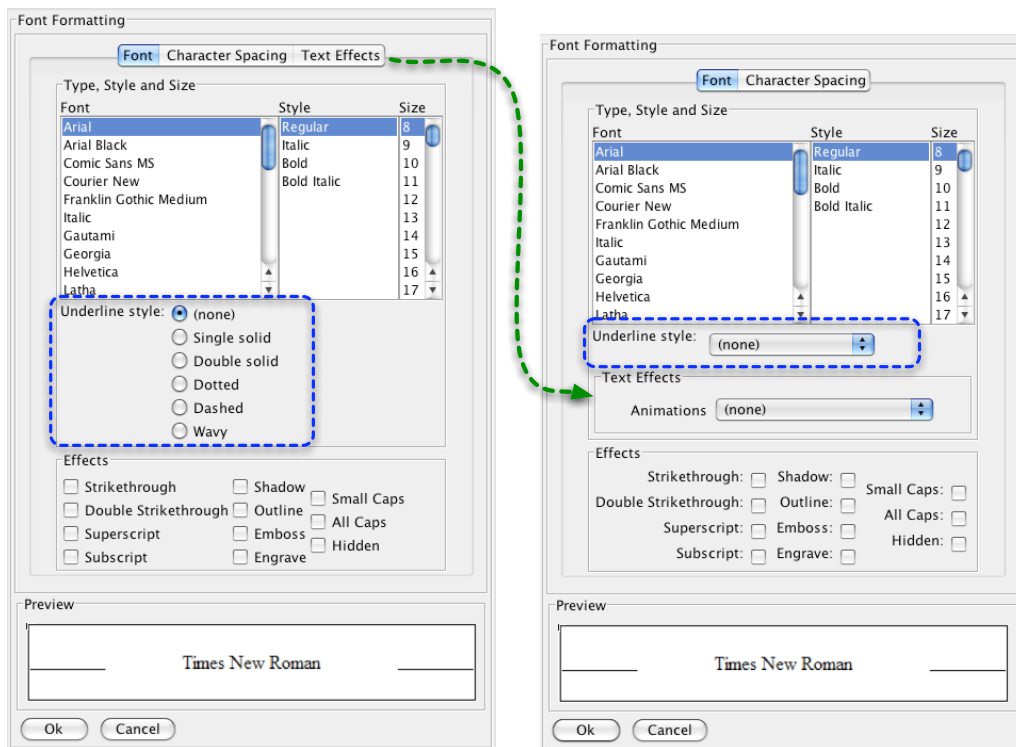 Font Formatting
Font Character Spacing Text Effects
Type, Style and Size
Font Style Size
Arial Regular 8
Arial Black Italic 9
Comic Sans MS Bold 10
Courier New Bold Italic 11
Franklin Gothic Medium 12
Italic 13
Gautami 14
Georgia 15
Helvetica 16
Latha 17
Underline style: (none)
Single solid
Double solid
Dotted
Dashed
Wavy
Effects
Strikethrough Shadow Small Caps
Double Strikethrough Outline All Caps
Superscript Emboss Hidden
Subscript Engrave
Preview
Times New Roman
Ok Cancel
Font Formatting
Font Character Spacing
Type, Style and Size
Font Style Size
Arial Regular 8
Arial Black Italic 9
Comic Sans MS Bold 10
Courier New Bold Italic 11
Franklin Gothic Medium 12
Italic 13
Gautami 14
Georgia 15
Helvetica 16
Latha 17
Underline style: (none)
Text Effects
Animations (none)
Effects
Strikethrough: Shadow: Small Caps:
Double Strikethrough: Outline: All Caps:
Superscript: Emboss: Hidden:
Subscript: Engrave:
Preview
Times New Roman
Ok Cancel